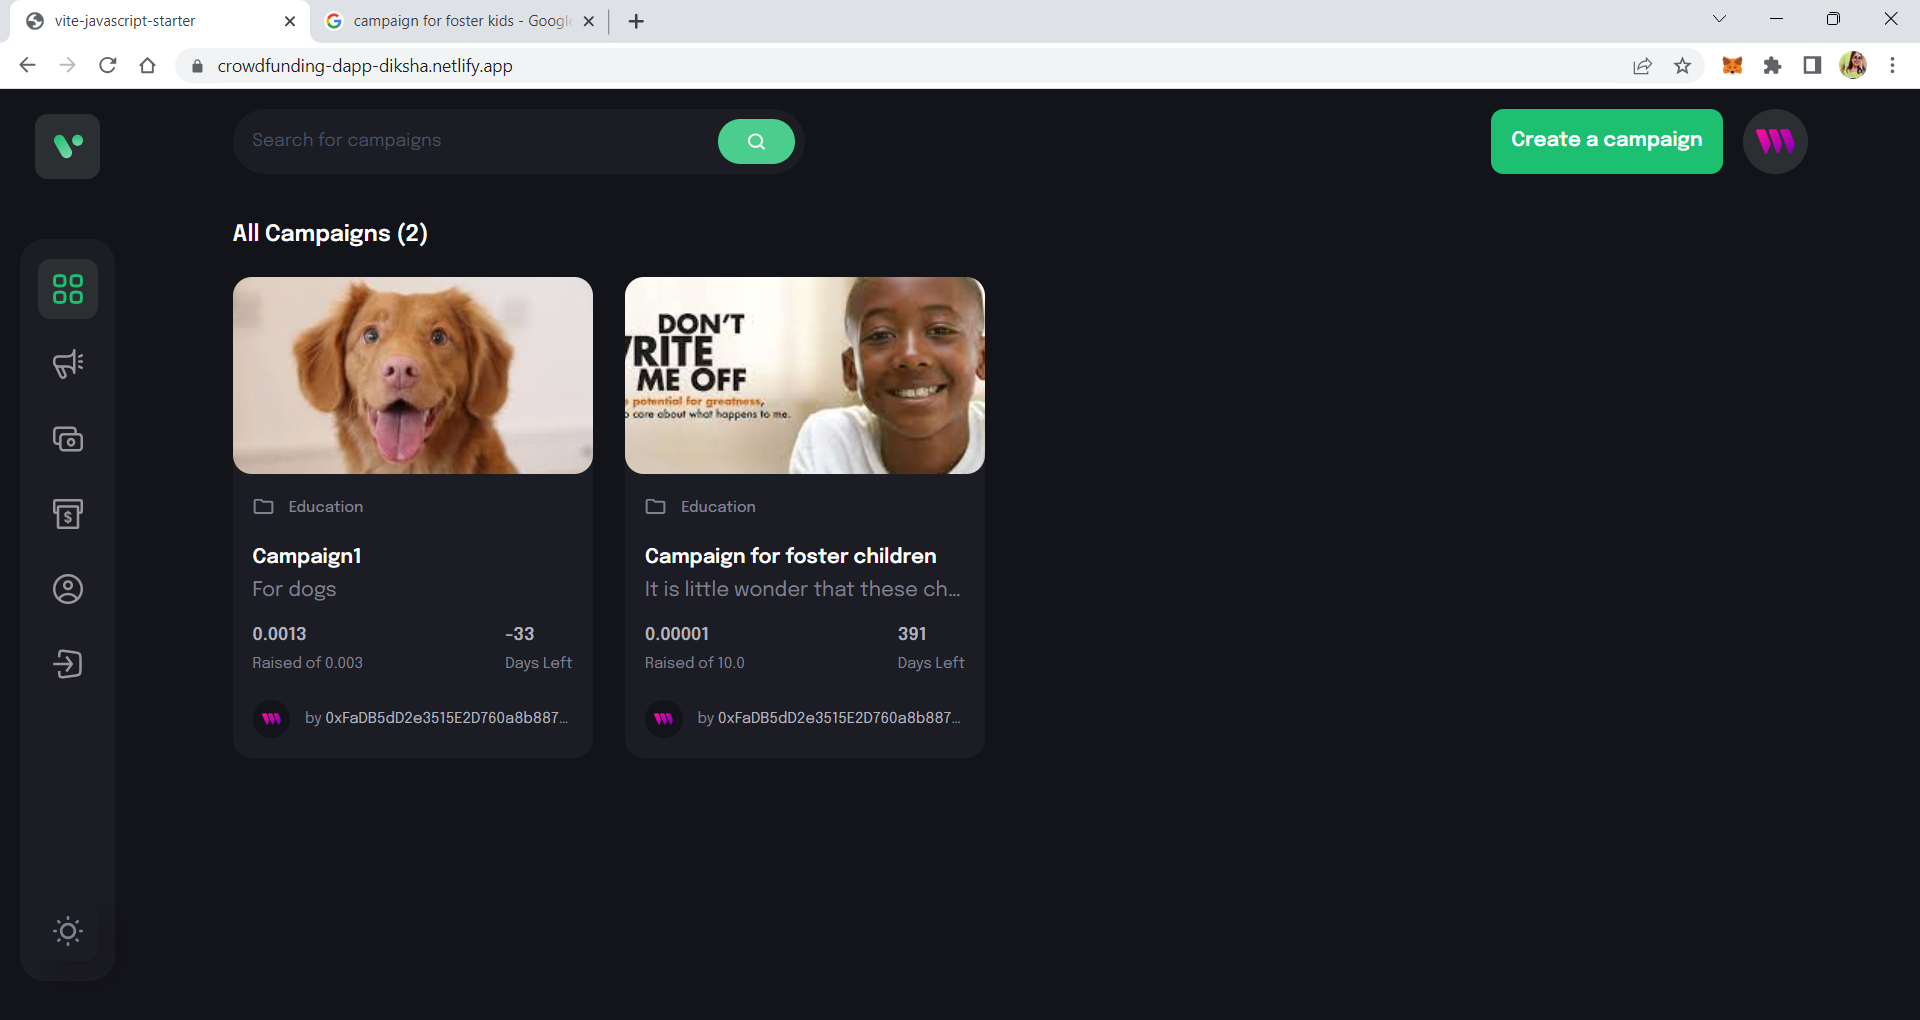 vite-javascript-starter
campaign for foster kids - Googl
crowdfunding-dapp-diksha.netlify.app
Search for campaigns
Create a campaign
All Campaigns (2)
DON'T
RITE
ME OFF
potential for greatness,
care about what happens to me.
Education
Campaign1
For dogs
0.0013
-33
Raised of 0.003
Days Left
by 0xFaDB5dD2e3515E2D760a8b887...
Education
Campaign for foster children
It is little wonder that these ch...
0.00001
391
Raised of 10.0
Days Left
by 0xFaDB5dD2e3515E2D760a8b887...